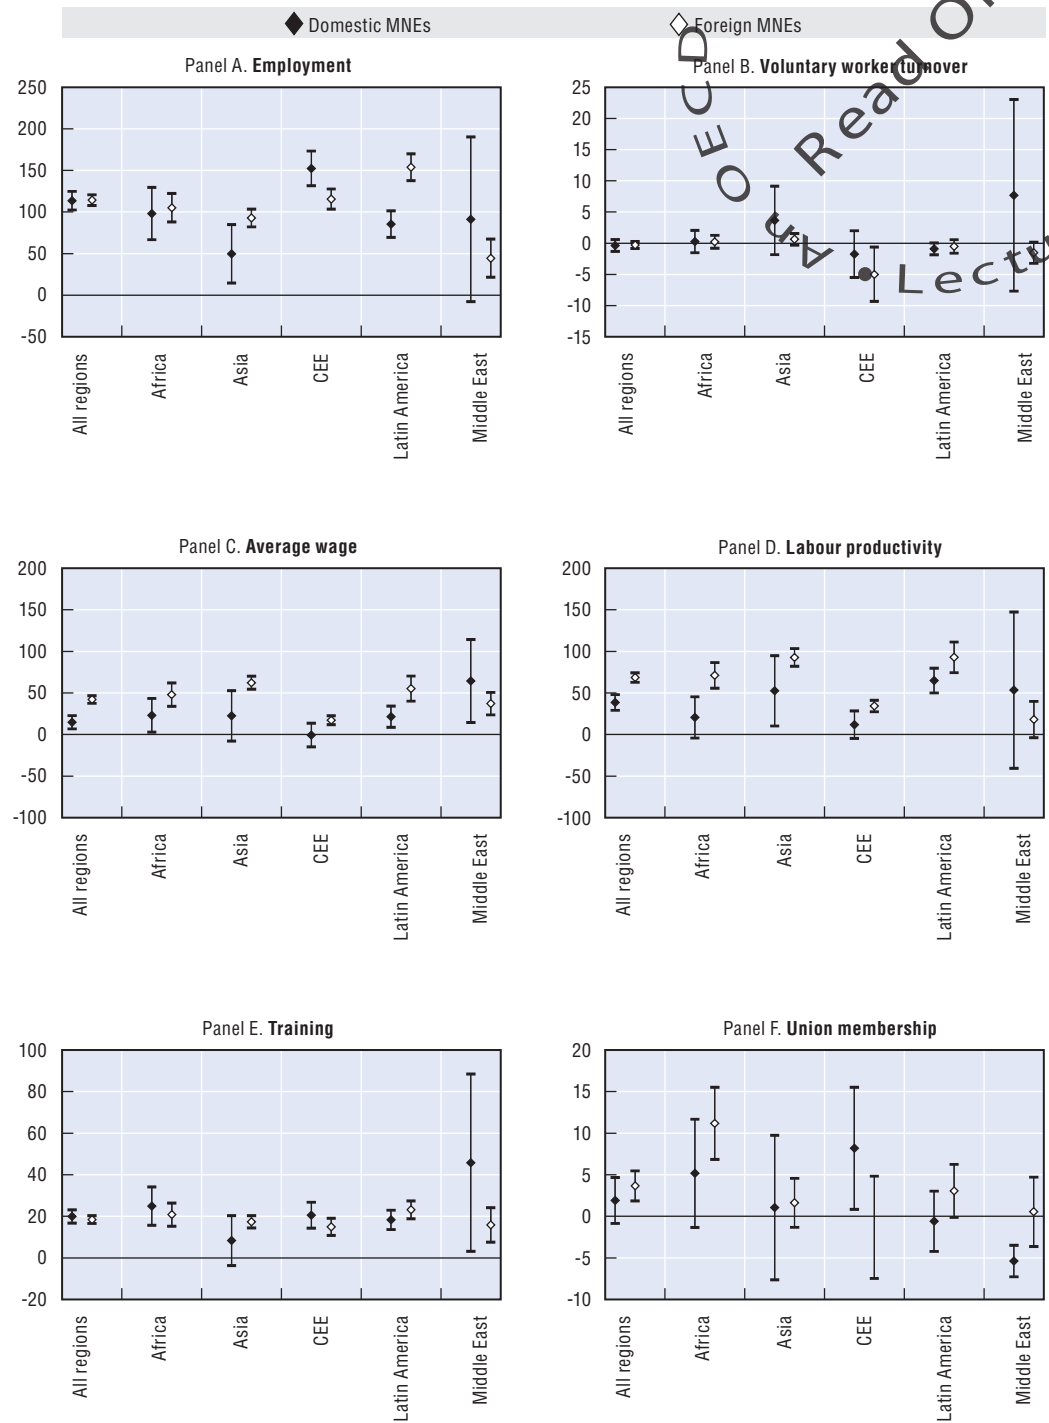 Domestic MNEs Foreign MNEs
Panel A. Employment
250
200
150
100
50
0
-50
All regions
Africa
Asia
CEE
Latin America
Middle East
Panel B. Voluntary worker turnover
25
20
15
10
5
0
-5
-10
-15
All regions
Africa
Asia
CEE
Latin America
Middle East
Panel C. Average wage
200
150
100
50
0
-50
-100
All regions
Africa
Asia
CEE
Latin America
Middle East
Panel D. Labour productivity
200
150
100
50
0
-50
-100
All regions
Africa
Asia
CEE
Latin America
Middle East
Panel E. Training
100
80
60
40
20
0
-20
All regions
Africa
Asia
CEE
Latin America
Middle East
Panel F. Union membership
20
15
10
5
0
-5
-10
All regions
Africa
Asia
CEE
Latin America
Middle East
OECD
Read